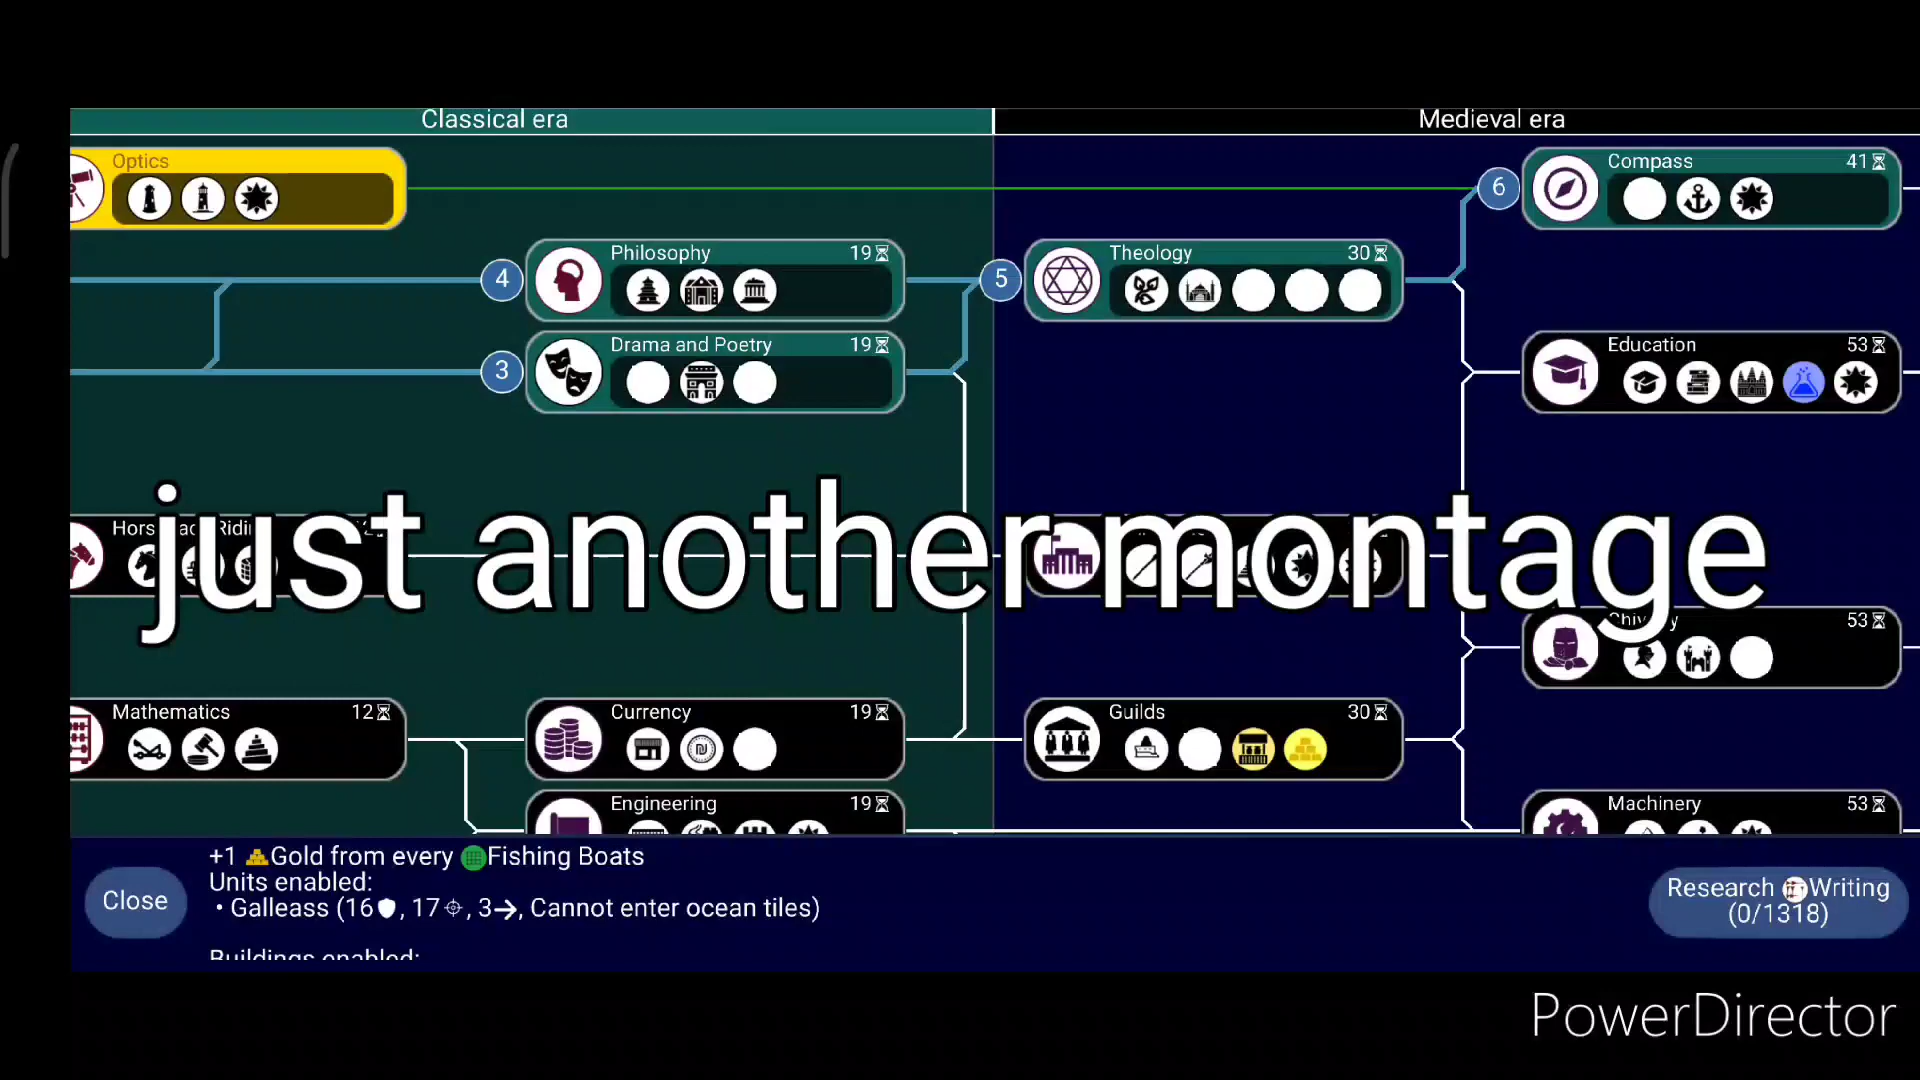 Classical era
Medieval era
Optics
Compass
41
6
Philosophy
19
4
Theology
30
5
Drama and Poetry
19
3
Education
53
just another montage
53
Mathematics
12
Currency
19
Guilds
30
Engineering
19
Machinery
53
+1 Gold from every Fishing Boats
Units enabled:
• Galleass (16, 17, 3, Cannot enter ocean tiles)
Buildings enabled:
Close
Research Writing
(0/1318)
PowerDirector